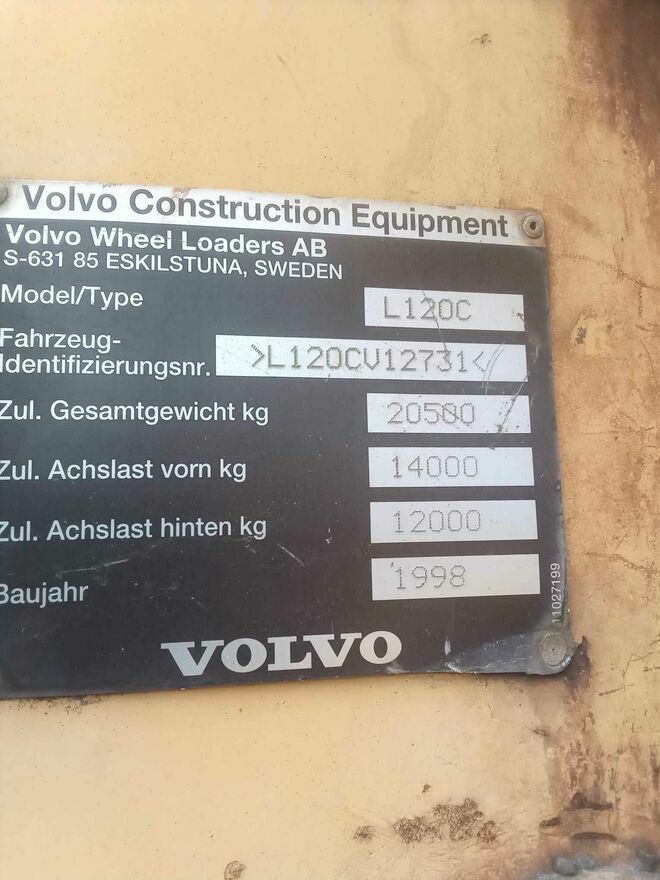 Volvo Construction Equipment
Volvo Wheel Loaders AB
S-631 85 ESKILSTUNA, SWEDEN
Model/Type L120C
Fahrzeug-
Identifizierungsnr. >L120CV12731<
Zul. Gesamtgewicht kg 20500
Zul. Achslast vorn kg 14000
Zul. Achslast hinten kg 12000
Baujahr 1998
11027199
VOLVO